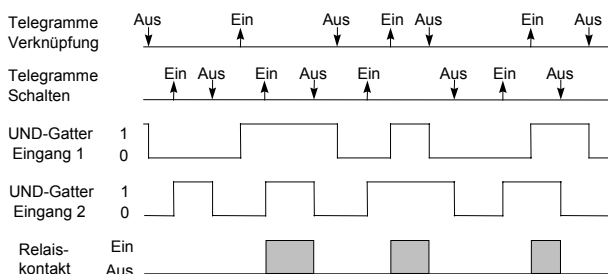 Telegramme Aus Ein Aus Ein Aus Ein Aus
Verknüpfung
Telegramme Ein Aus Ein Aus Ein Aus Ein Aus
Schalten
UND-Gatter 1
Eingang 1 0
UND-Gatter 1
Eingang 2 0
Relais- Ein
kontakt Aus